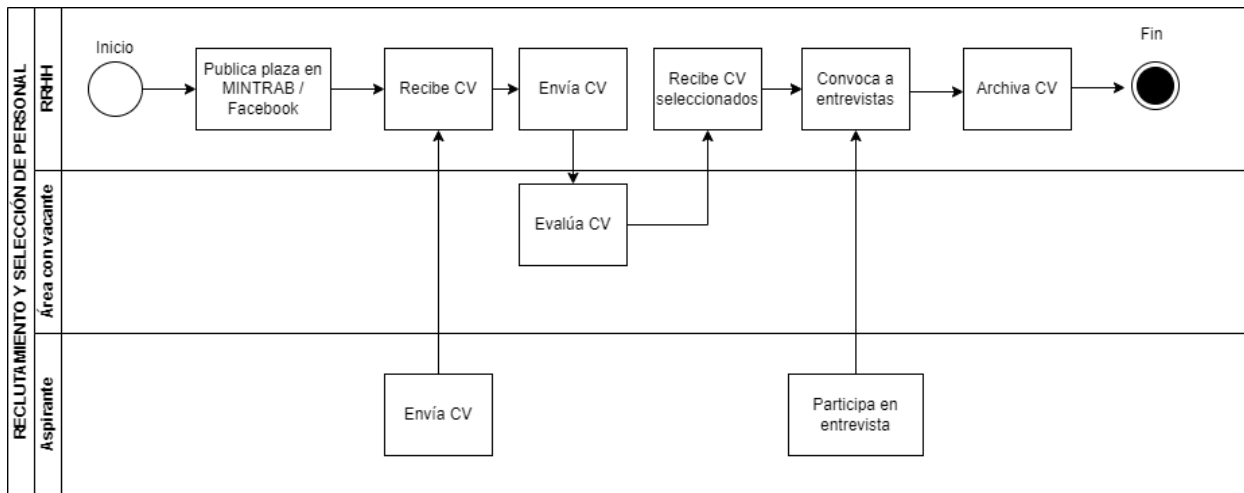 RECLUTAMIENTO Y SELECCIÓN DE PERSONAL
RRHH
Inicio
Publica plaza en
MINTRAB /
Facebook
Recibe CV
Envía CV
Recibe CV
seleccionados
Convoca a
entrevistas
Archiva CV
Fin
Área con vacante
Evalúa CV
Aspirante
Envía CV
Participa en
entrevista